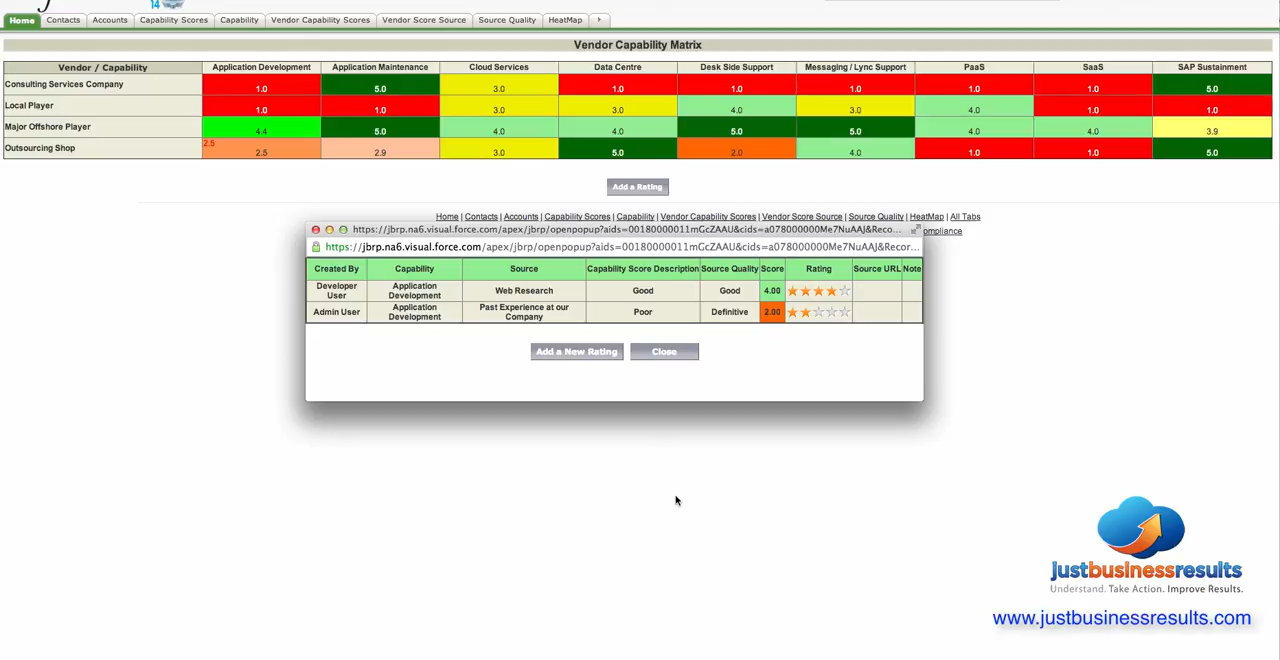 14
Home Contacts Accounts Capability Scores Capability Vendor Capability Scores Vendor Score Source Source Quality HeatMap
Vendor Capability Matrix
Vendor / Capability Application Development Application Maintenance Cloud Services Data Centre Desk Side Support Messaging / Lync Support PaaS SaaS SAP Sustainment
Consulting Services Company 1.0 5.0 3.0 1.0 1.0 1.0 1.0 1.0 5.0
Local Player 1.0 1.0 3.0 3.0 4.0 3.0 4.0 1.0 1.0
Major Offshore Player 4.4 5.0 4.0 4.0 5.0 5.0 4.0 4.0 3.9
Outsourcing Shop 2.5 2.5 2.9 3.0 5.0 2.0 4.0 1.0 1.0 5.0
Add a Rating
Home | Contacts | Accounts | Capability Scores | Capability | Vendor Capability Scores | Vendor Score Source | Source Quality | HeatMap | All Tabs
ompliance
https://jbrp.na6.visual.force.com/apex/jbrp/openpopup?aids=00180000011mGcZAAU&cids=a078000000Me7NuAAJ&Reco...
https://jbrp.na6.visual.force.com/apex/jbrp/openpopup?aids=00180000011mGcZAAU&cids=a078000000Me7NuAAJ&Recor...
Created By Capability Source Capability Score Description Source Quality Score Rating Source URL Note
Developer User Application Development Web Research Good Good 4.00
Admin User Application Development Past Experience at our Company Poor Definitive 2.00
Add a New Rating Close
justbusinessresults
Understand. Take Action. Improve Results.
www.justbusinessresults.com